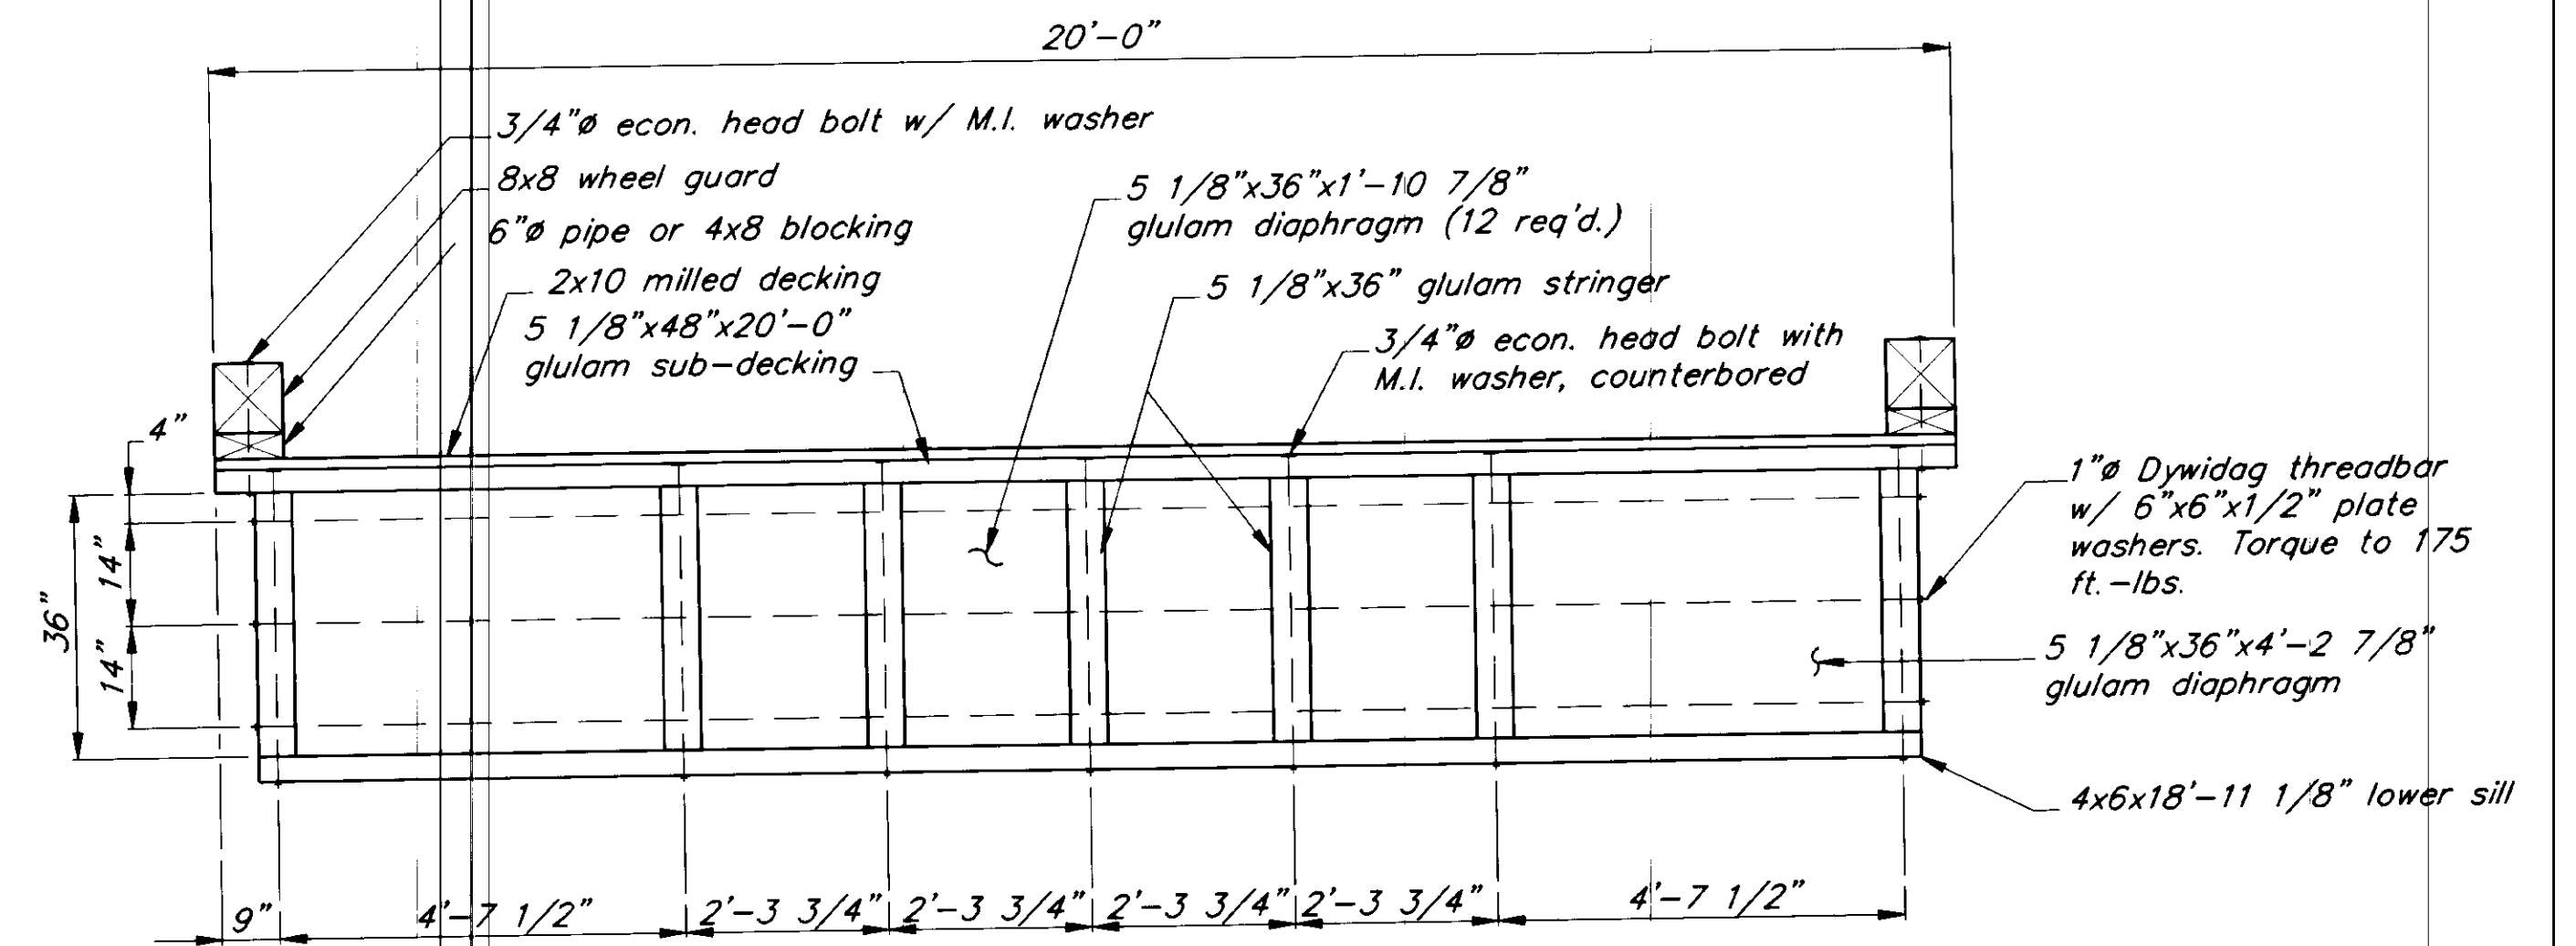 20'-0"
3/4"ø econ. head bolt w/ M.I. washer
8x8 wheel guard
6"ø pipe or 4x8 blocking
2x10 milled decking
5 1/8"x48"x20'-0"
glulam sub-decking
5 1/8"x36"x1'-10 7/8"
glulam diaphragm (12 req'd.)
5 1/8"x36" glulam stringer
3/4"ø econ. head bolt with
M.I. washer, counterbored
4"
14"
36"
14"
1"ø Dywidag threadbar
w/ 6"x6"x1/2" plate
washers. Torque to 175
ft.-lbs.
5 1/8"x36"x4'-2 7/8"
glulam diaphragm
4x6x18'-11 1/8" lower sill
9"
4'-7 1/2"
2'-3 3/4"
2'-3 3/4"
2'-3 3/4"
2'-3 3/4"
4'-7 1/2"